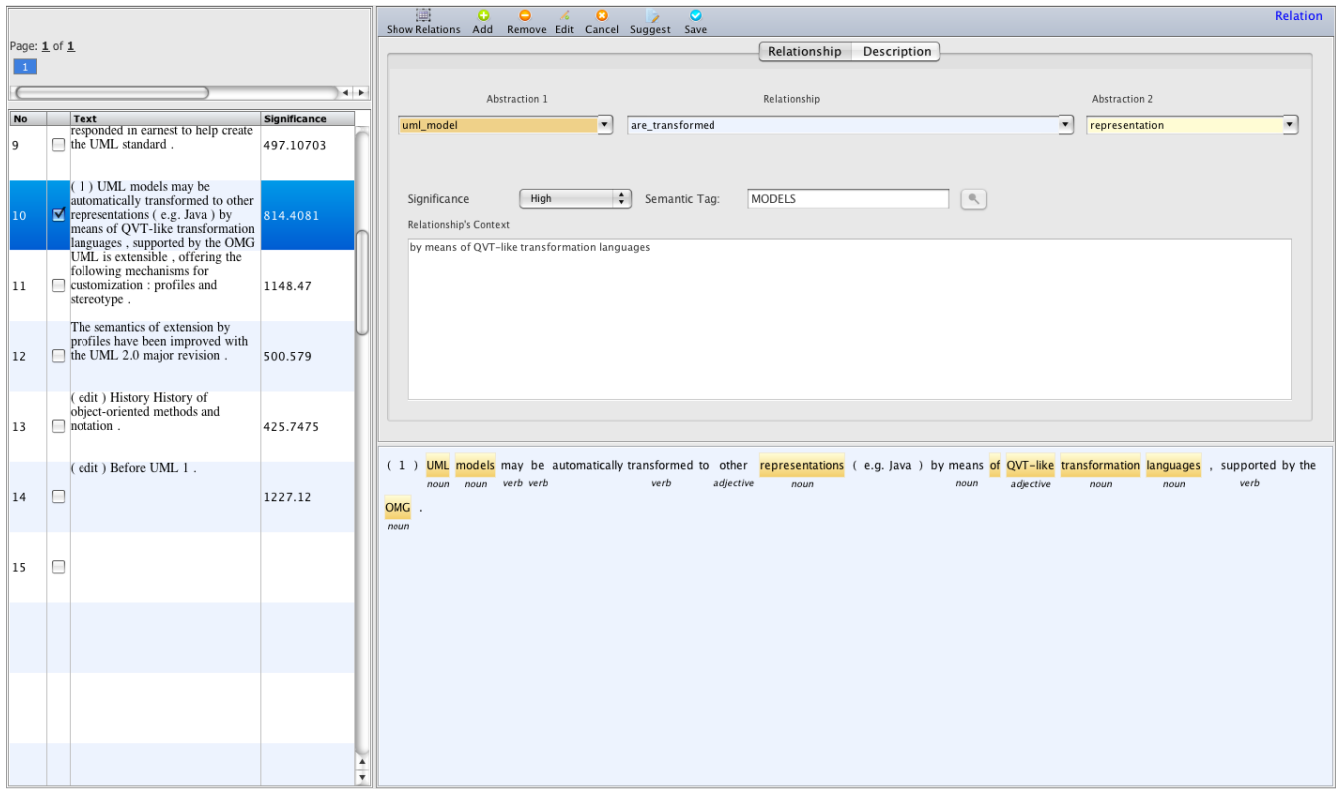 Page: 1 of 1
1
No Text Significance
9 responded in earnest to help create
the UML standard . 497.10703
10 ( 1 ) UML models may be
automatically transformed to other
representations ( e.g. Java ) by 814.4081
means of QVT-like transformation
languages , supported by the OMG
11 UML is extensible , offering the
following mechanisms for
customization : profiles and 1148.47
stereotype .
12 The semantics of extension by
profiles have been improved with
the UML 2.0 major revision . 500.579
13 ( edit ) History History of
object-oriented methods and
notation . 425.7475
14 ( edit ) Before UML 1 . 1227.12
15
Show Relations Add Remove Edit Cancel Suggest Save
Relation
Relationship Description
Abstraction 1 Relationship Abstraction 2
uml_model are_transformed representation
Significance High Semantic Tag: MODELS
Relationship's Context
by means of QVT-like transformation languages
( 1 ) UML models may be automatically transformed to other representations ( e.g. Java ) by means of QVT-like transformation languages , supported by the
noun noun verb verb verb adjective noun noun adjective noun noun verb
OMG .
noun